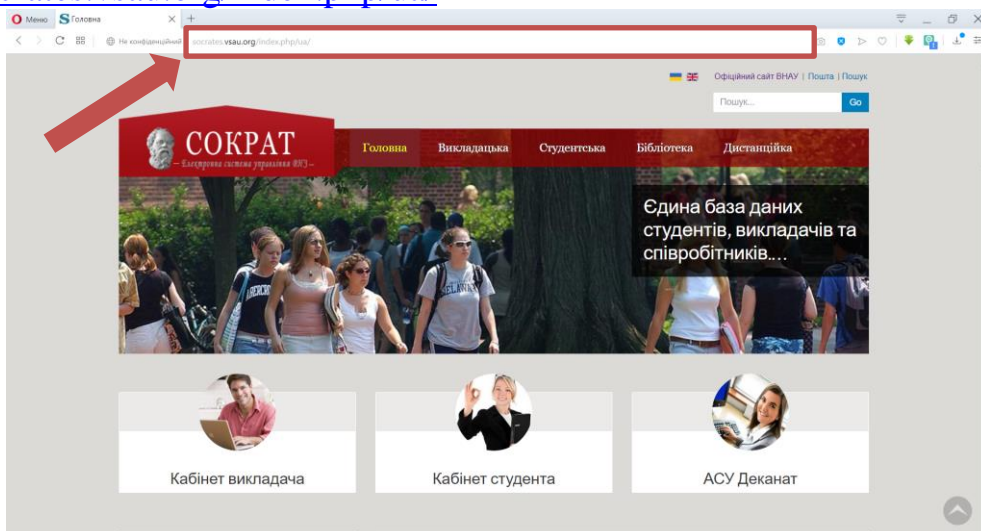 Меню
Головна
Не конфіденційний
socrates.vsau.org/index.php/ua/
Офіційний сайт ВНАУ | Пошта | Пошук
Пошук...
Go
СОКРАТ
– Електронна система управління ВНЗ –
Головна
Викладацька
Студентська
Бібліотека
Дистанційка
Єдина база даних
студентів, викладачів та
співробітників....
Кабінет викладача
Кабінет студента
АСУ Деканат